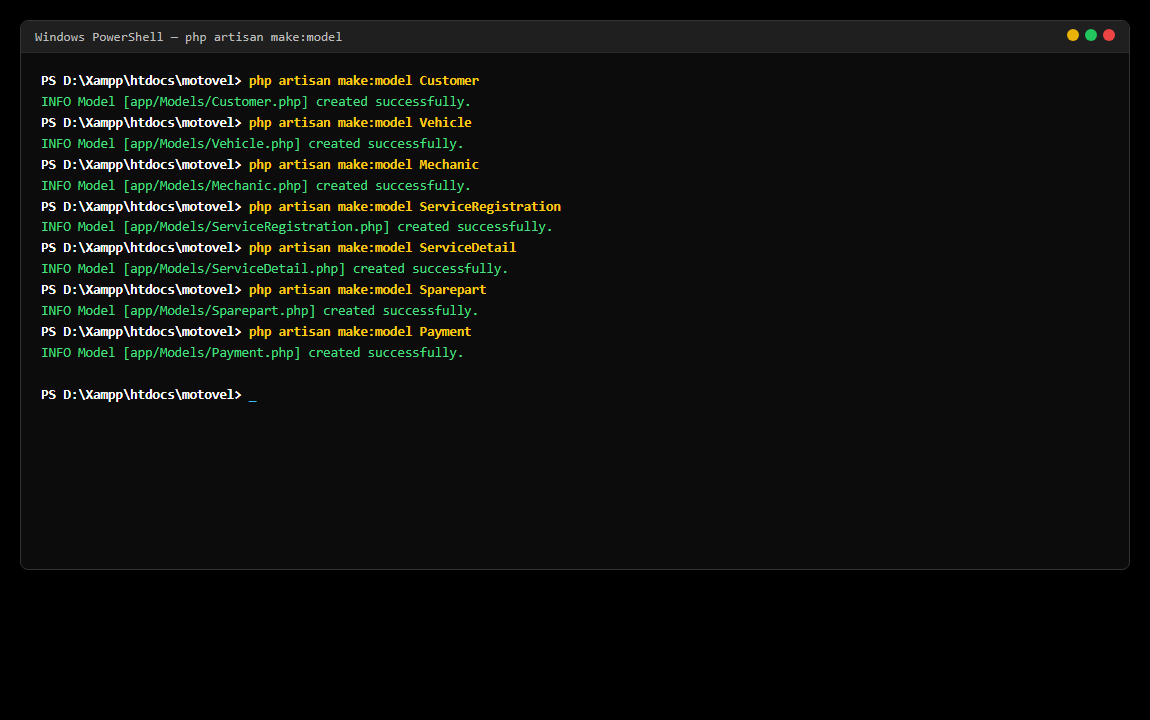 Windows PowerShell — php artisan make:model
PS D:\Xampp\htdocs\motovel> php artisan make:model Customer
INFO Model [app/Models/Customer.php] created successfully.
PS D:\Xampp\htdocs\motovel> php artisan make:model Vehicle
INFO Model [app/Models/Vehicle.php] created successfully.
PS D:\Xampp\htdocs\motovel> php artisan make:model Mechanic
INFO Model [app/Models/Mechanic.php] created successfully.
PS D:\Xampp\htdocs\motovel> php artisan make:model ServiceRegistration
INFO Model [app/Models/ServiceRegistration.php] created successfully.
PS D:\Xampp\htdocs\motovel> php artisan make:model ServiceDetail
INFO Model [app/Models/ServiceDetail.php] created successfully.
PS D:\Xampp\htdocs\motovel> php artisan make:model Sparepart
INFO Model [app/Models/Sparepart.php] created successfully.
PS D:\Xampp\htdocs\motovel> php artisan make:model Payment
INFO Model [app/Models/Payment.php] created successfully.
PS D:\Xampp\htdocs\motovel> _